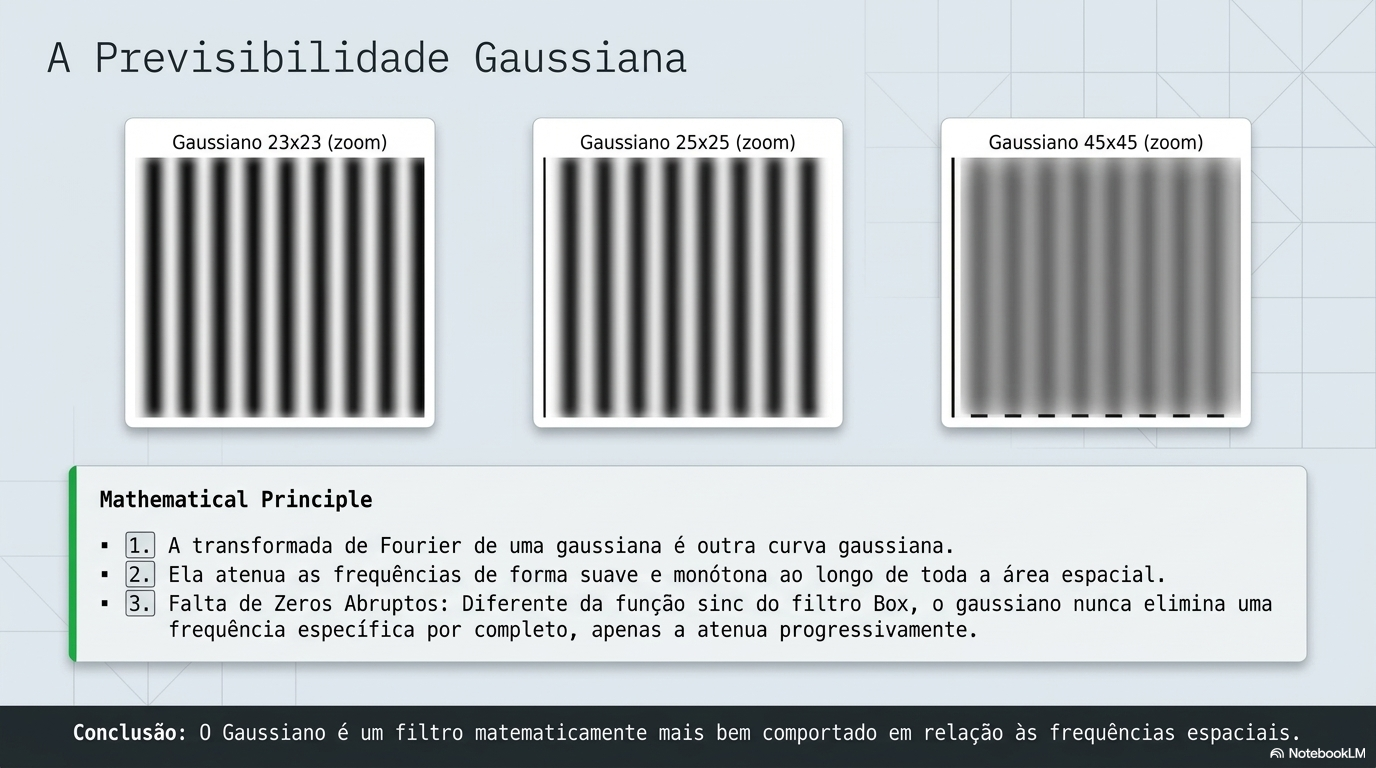 A Previsibilidade Gaussiana
Gaussiano 23x23 (zoom)
Gaussiano 25x25 (zoom)
Gaussiano 45x45 (zoom)
Mathematical Principle
▪ 1. A transformada de Fourier de uma gaussiana é outra curva gaussiana.
▪ 2. Ela atenua as frequências de forma suave e monótona ao longo de toda a área espacial.
▪ 3. Falta de Zeros Abruptos: Diferente da função sinc do filtro Box, o gaussiano nunca elimina uma
frequência específica por completo, apenas a atenua progressivamente.
Conclusão: O Gaussiano é um filtro matematicamente mais bem comportado em relação às frequências espaciais.
NotebookLM